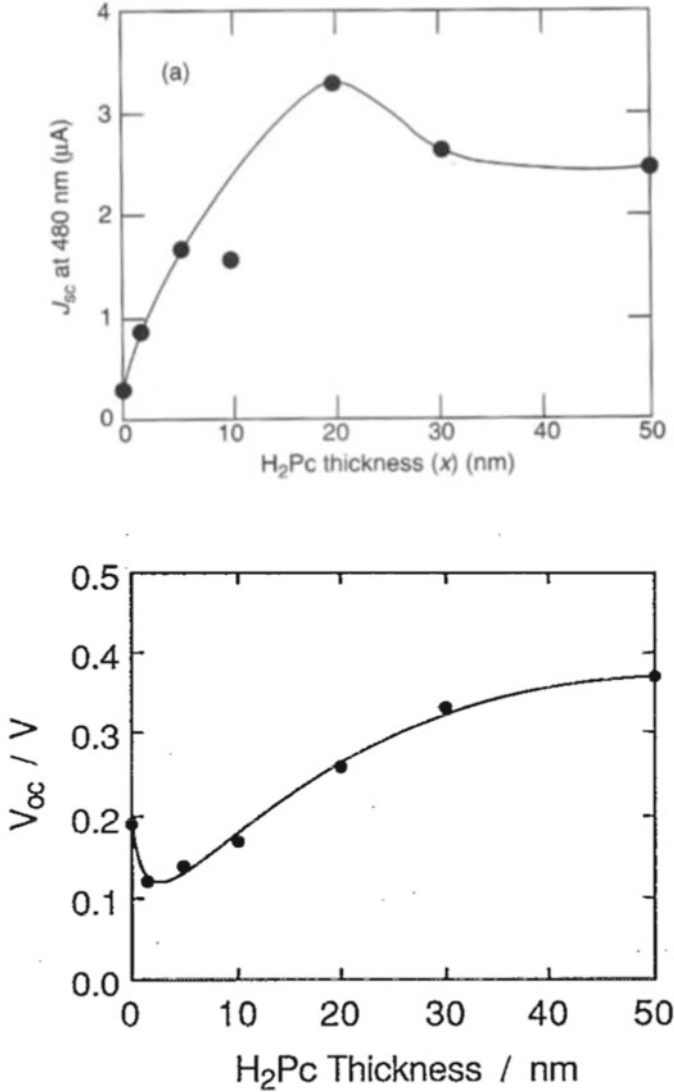 4
(a)
3
2
1
0
J_sc at 480 nm (μA)
0 10 20 30 40 50
H₂Pc thickness (x) (nm)
0.5
0.4
0.3
0.2
0.1
0.0
V_oc / V
0 10 20 30 40 50
H₂Pc Thickness / nm